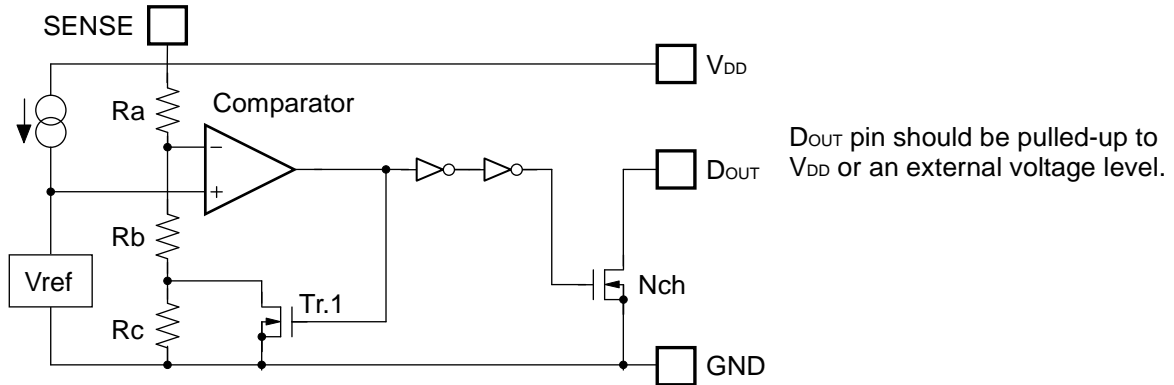 SENSE
VDD
Ra
Comparator
−
+
DOUT
DOUT pin should be pulled-up to
VDD or an external voltage level.
Rb
Vref
Nch
Tr.1
Rc
GND